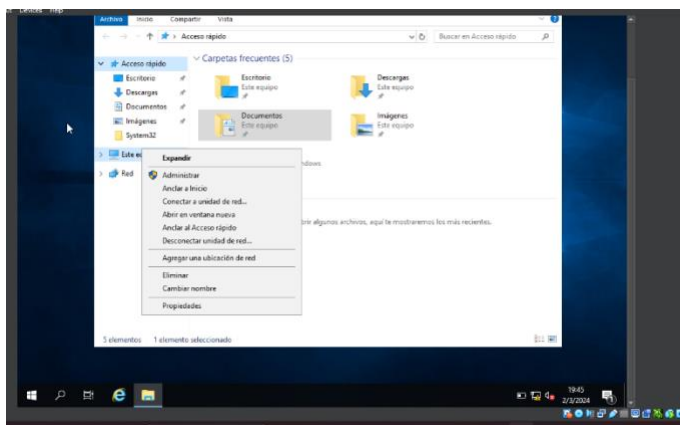 Devices Help
Archivo Inicio Compartir Vista
Acceso rápido
Buscar en Acceso rápido
Acceso rápido
Escritorio
Descargas
Documentos
Imágenes
System32
Este
Red
Carpetas frecuentes (5)
Escritorio
Este equipo
Descargas
Este equipo
Documentos
Este equipo
Imágenes
Este equipo
Expandir
Administrar
Anclar a Inicio
Conectar a unidad de red...
Abrir en ventana nueva
Anclar al Acceso rápido
Desconectar unidad de red...
Agregar una ubicación de red
Eliminar
Cambiar nombre
Propiedades
algunos archivos, aquí te mostraremos los más recientes.
5 elementos 1 elemento seleccionado
19:45
2/3/2024